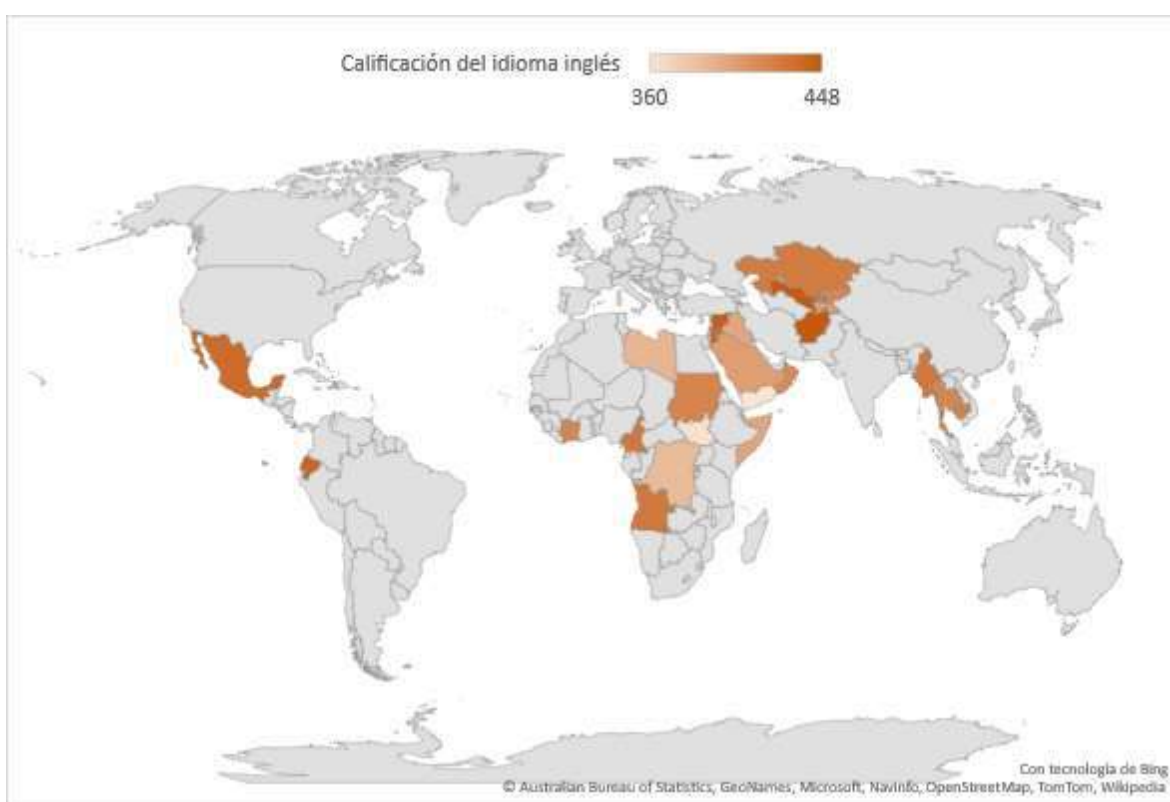 Calificación del idioma inglés
360 448
Con tecnología de Bing
© Australian Bureau of Statistics, GeoNames, Microsoft, Navinfo, OpenStreetMap, TomTom, Wikipedia